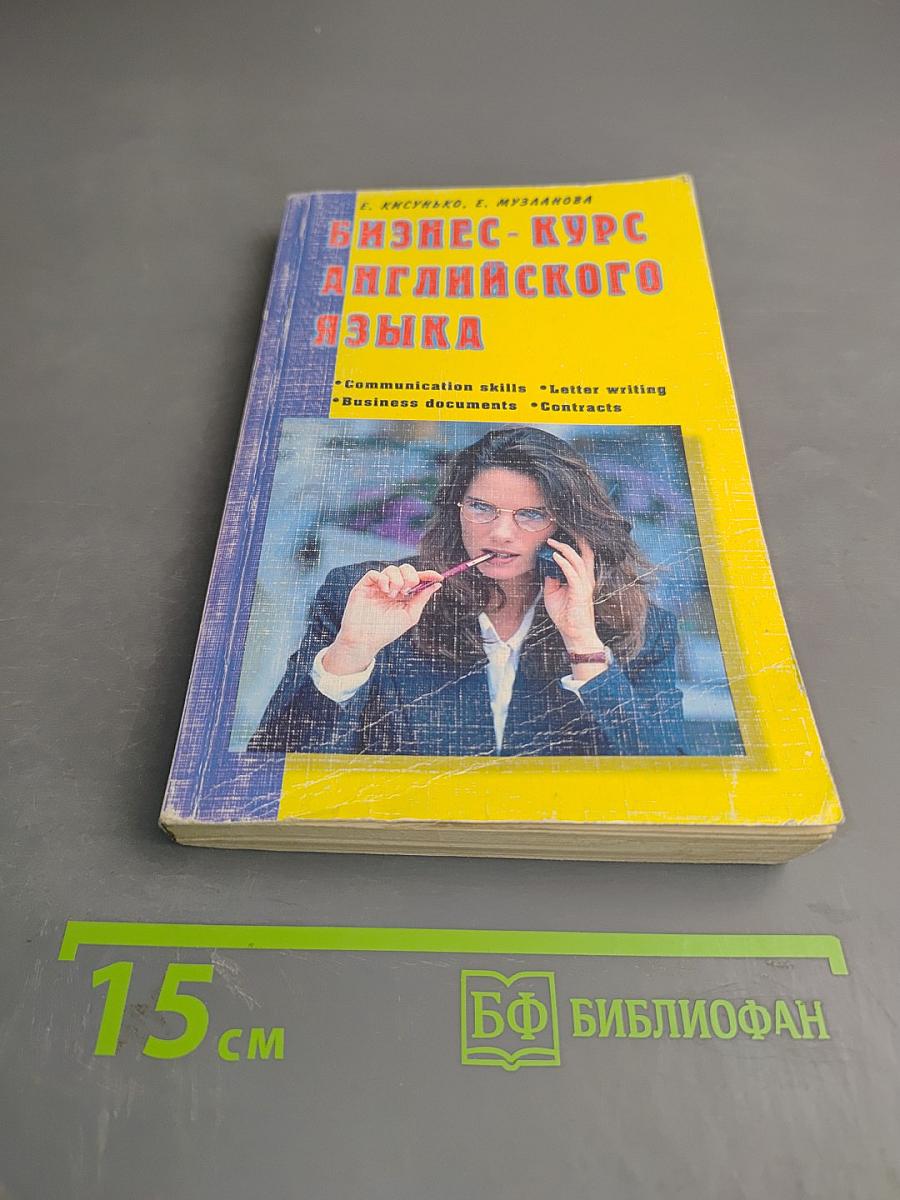 Е. КИСУНЬКО, Е. МУЗЛАНОВА
БИЗНЕС-КУРС
АНГЛИЙСКОГО
ЯЗЫКА
•Communication skills •Letter writing
•Business documents •Contracts
15 см
БФ БИБЛИОФАН